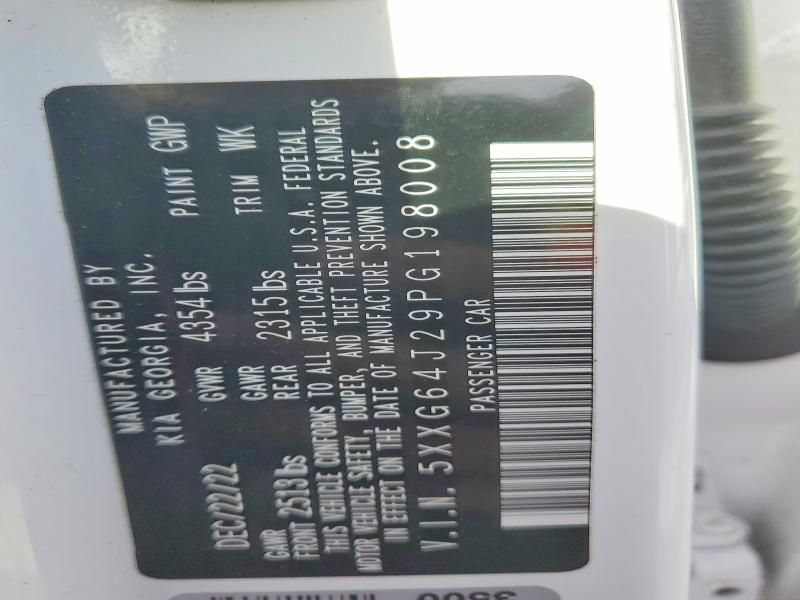 MANUFACTURED BY
KIA GEORGIA, INC.
DEC/22/22 GVWR 4354lbs PAINT GWP
GAWR FRONT 2513lbs GAWR REAR 2315lbs TRIM WK
THIS VEHICLE CONFORMS TO ALL APPLICABLE U.S.A. FEDERAL
MOTOR VEHICLE SAFETY, BUMPER, AND THEFT PREVENTION STANDARDS
IN EFFECT ON THE DATE OF MANUFACTURE SHOWN ABOVE.
V.I.N. 5XXG64J29PG198008
PASSENGER CAR
3500